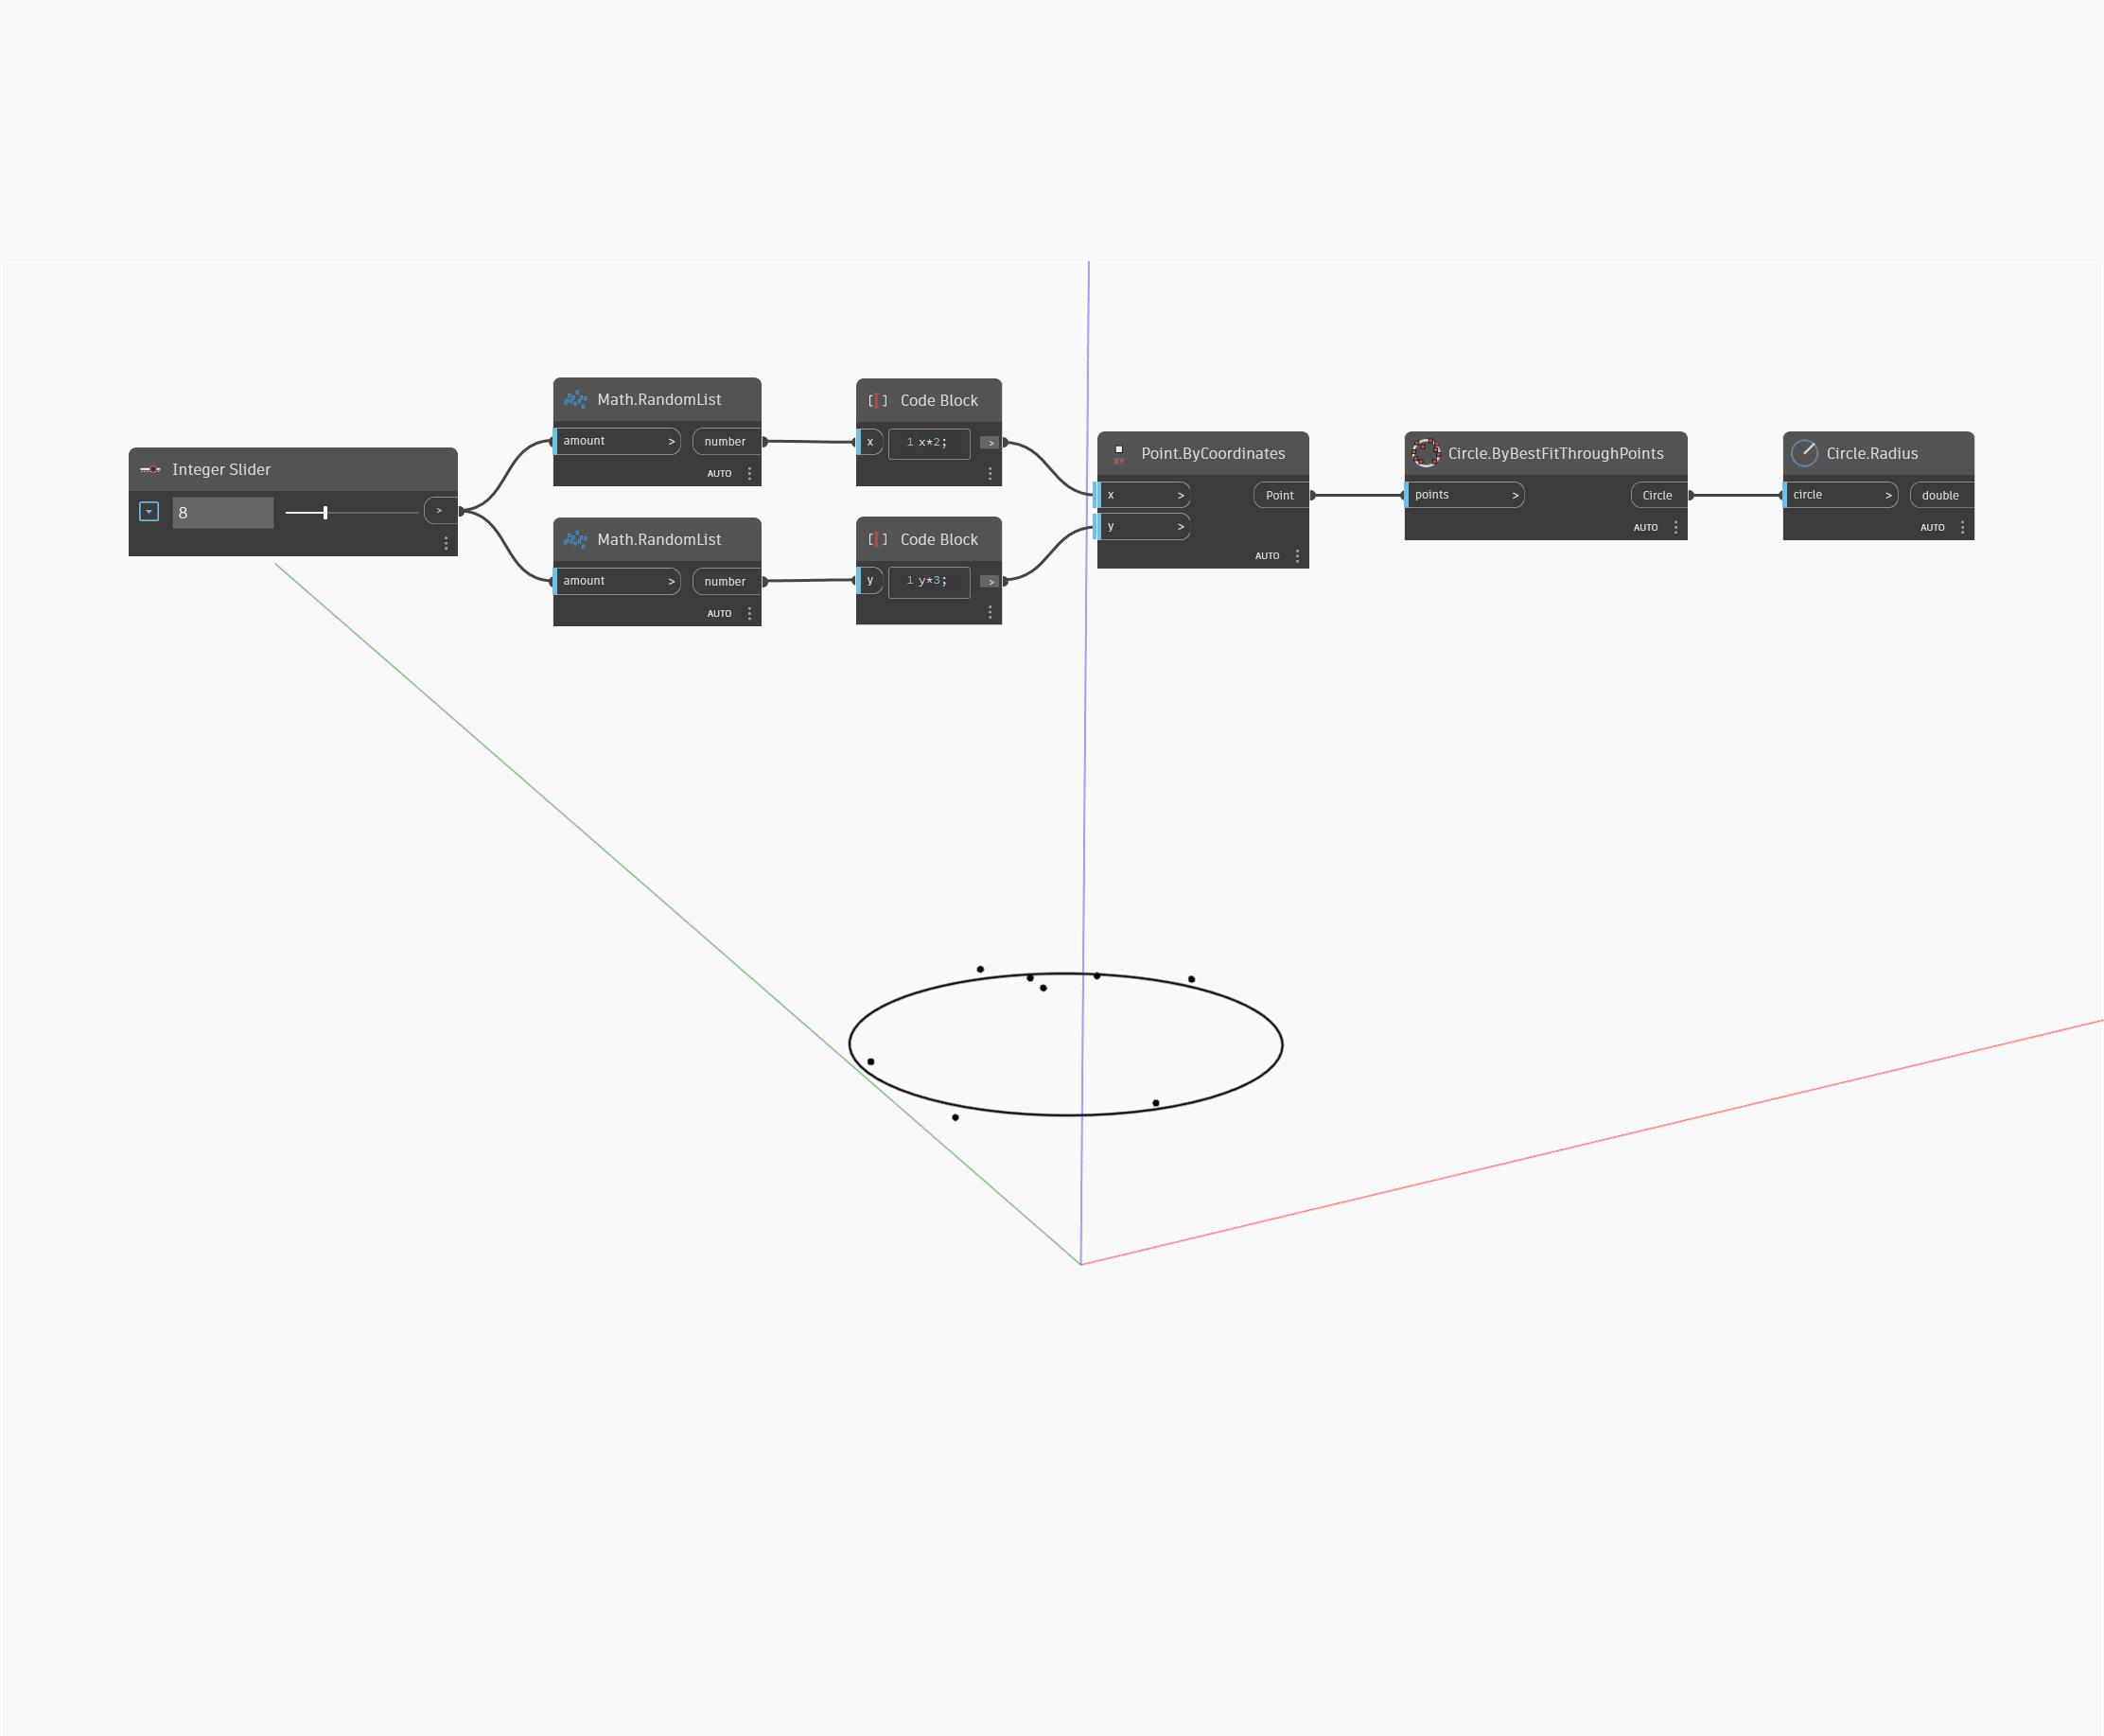 Integer Slider
8
>
Math.RandomList
amount > number
AUTO
Math.RandomList
amount > number
AUTO
Code Block
x 1 x*2; >
Code Block
y 1 y*3; >
XY
Point.ByCoordinates
x > Point
y >
AUTO
Circle.ByBestFitThroughPoints
points > Circle
AUTO
Circle.Radius
circle > double
AUTO